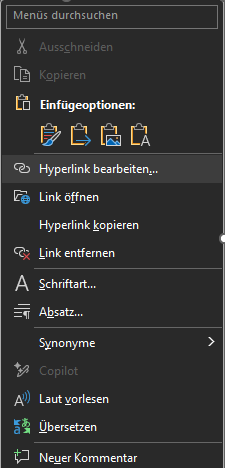 Menüs durchsuchen
Ausschneiden
Kopieren
Einfügeoptionen:
Hyperlink bearbeiten...
Link öffnen
Hyperlink kopieren
Link entfernen
Schriftart...
Absatz...
Synonyme
Copilot
Laut vorlesen
Übersetzen
Neuer Kommentar